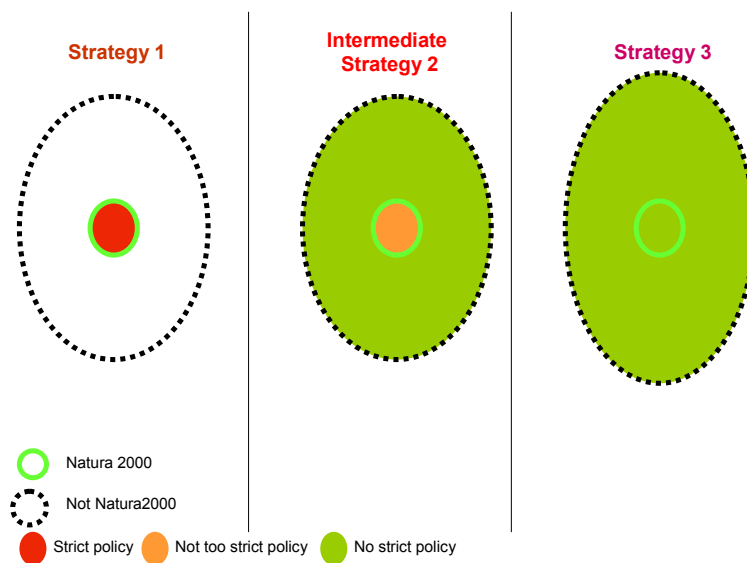 Strategy 1
Intermediate
Strategy 2
Strategy 3
Natura 2000
Not Natura2000
Strict policy
Not too strict policy
No strict policy